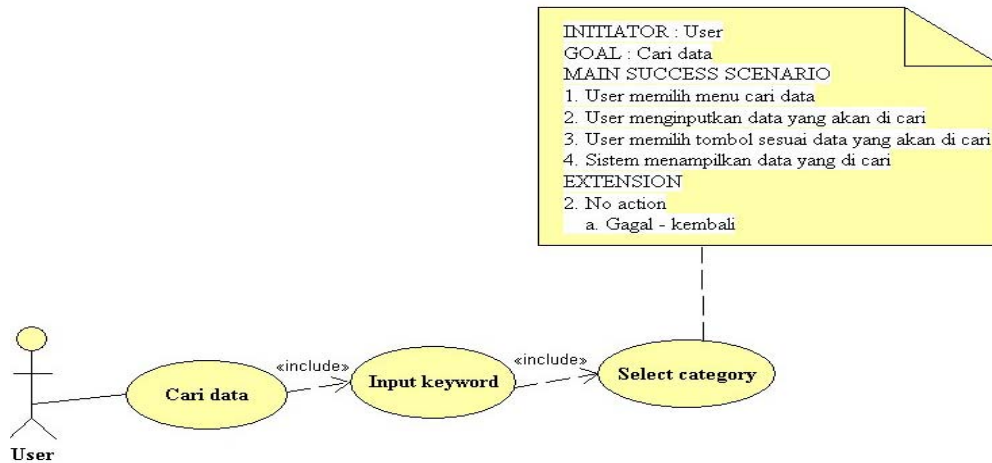 INITIATOR : User
GOAL : Cari data
MAIN SUCCESS SCENARIO
1. User memilih menu cari data
2. User menginputkan data yang akan di cari
3. User memilih tombol sesuai data yang akan di cari
4. Sistem menampilkan data yang di cari
EXTENSION
2. No action
a. Gagal - kembali
«include»
«include»
Cari data
Input keyword
Select category
User